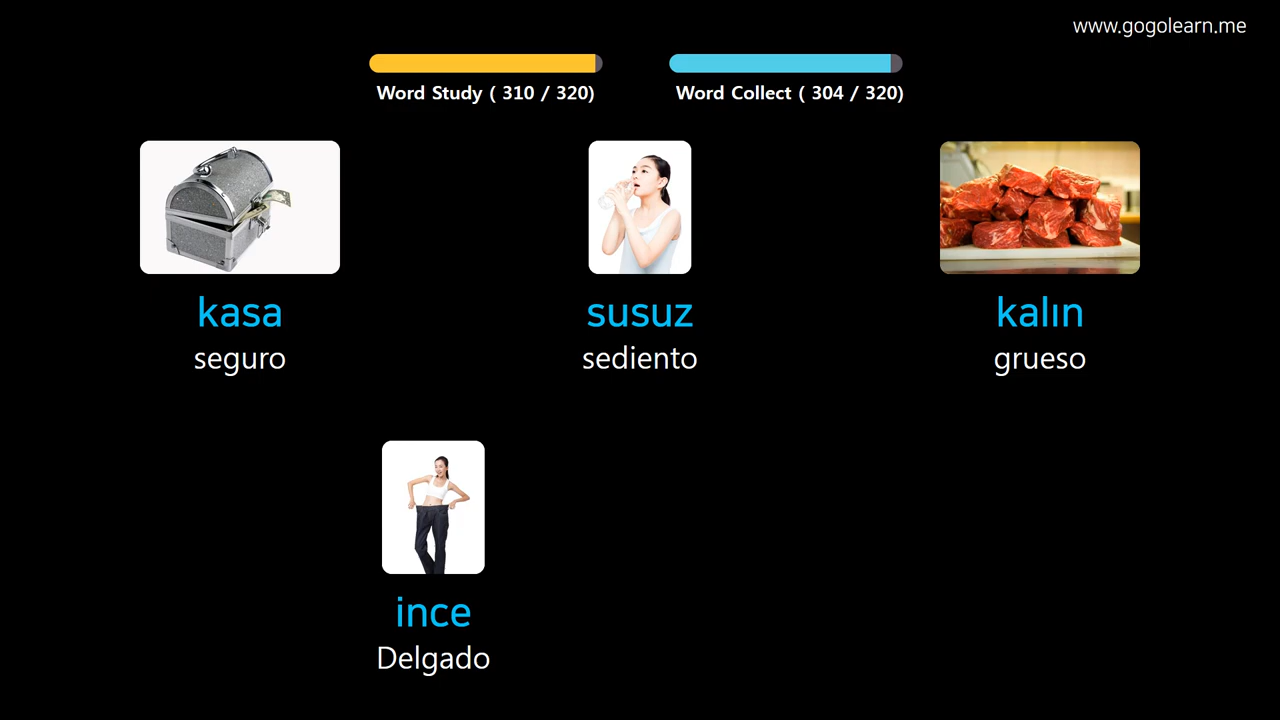 www.gogolearn.me
Word Study ( 310 / 320)
Word Collect ( 304 / 320)
kasa
seguro
susuz
sediento
kalın
grueso
ince
Delgado